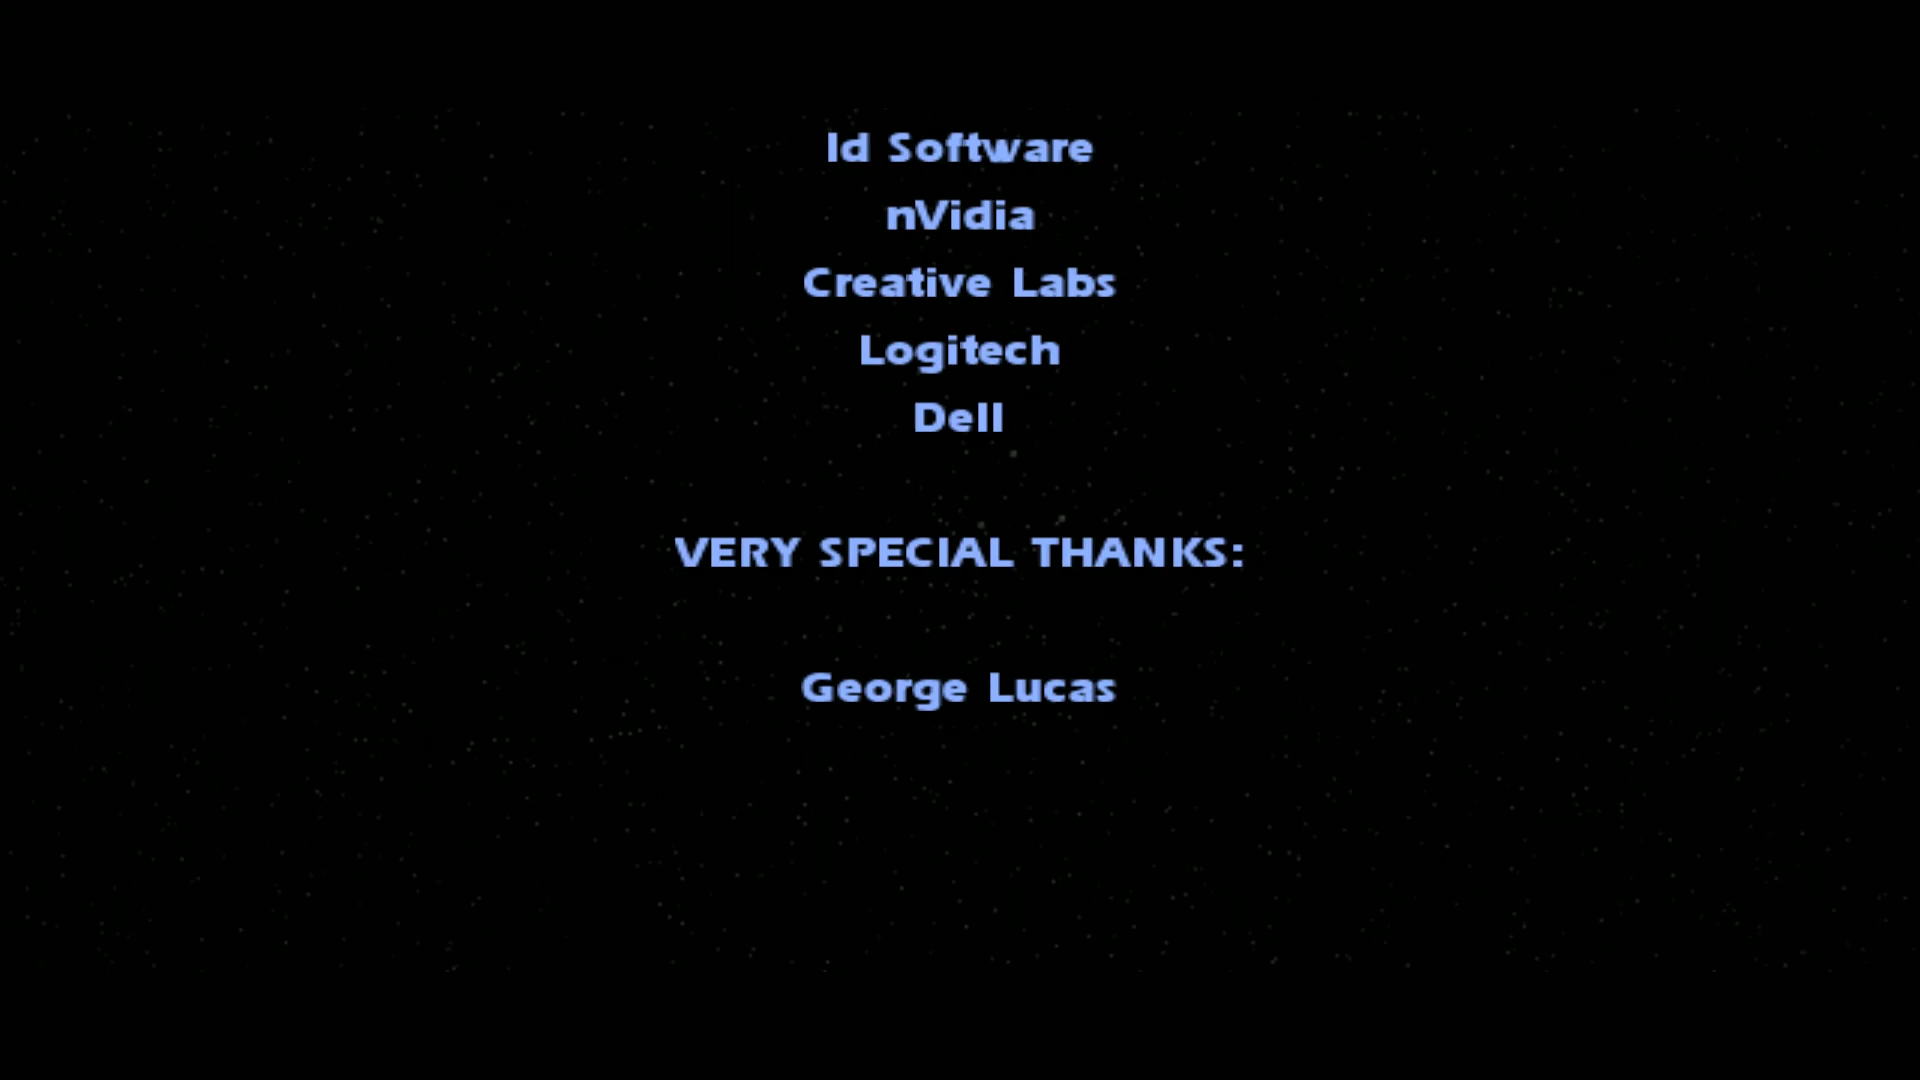 Id Software
nVidia
Creative Labs
Logitech
Dell
VERY SPECIAL THANKS:
George Lucas